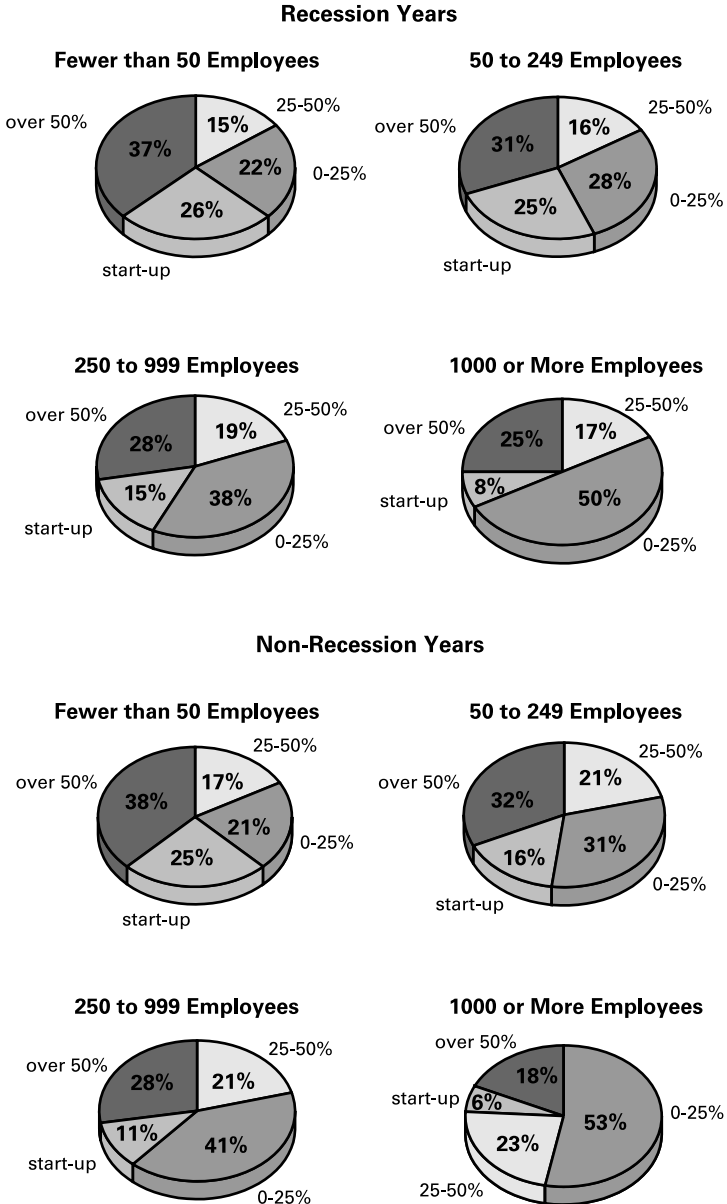 Recession Years
Fewer than 50 Employees
over 50%
37%
15%
25-50%
22%
0-25%
26%
start-up
50 to 249 Employees
over 50%
31%
16%
25-50%
28%
0-25%
25%
start-up
250 to 999 Employees
over 50%
28%
19%
25-50%
15%
38%
start-up
0-25%
1000 or More Employees
over 50%
25%
17%
25-50%
8%
start-up
50%
0-25%
Non-Recession Years
Fewer than 50 Employees
over 50%
38%
17%
25-50%
21%
0-25%
25%
start-up
50 to 249 Employees
over 50%
32%
21%
25-50%
16%
31%
start-up
0-25%
250 to 999 Employees
over 50%
28%
21%
25-50%
11%
41%
start-up
0-25%
1000 or More Employees
over 50%
18%
start-up
6%
53%
0-25%
23%
25-50%